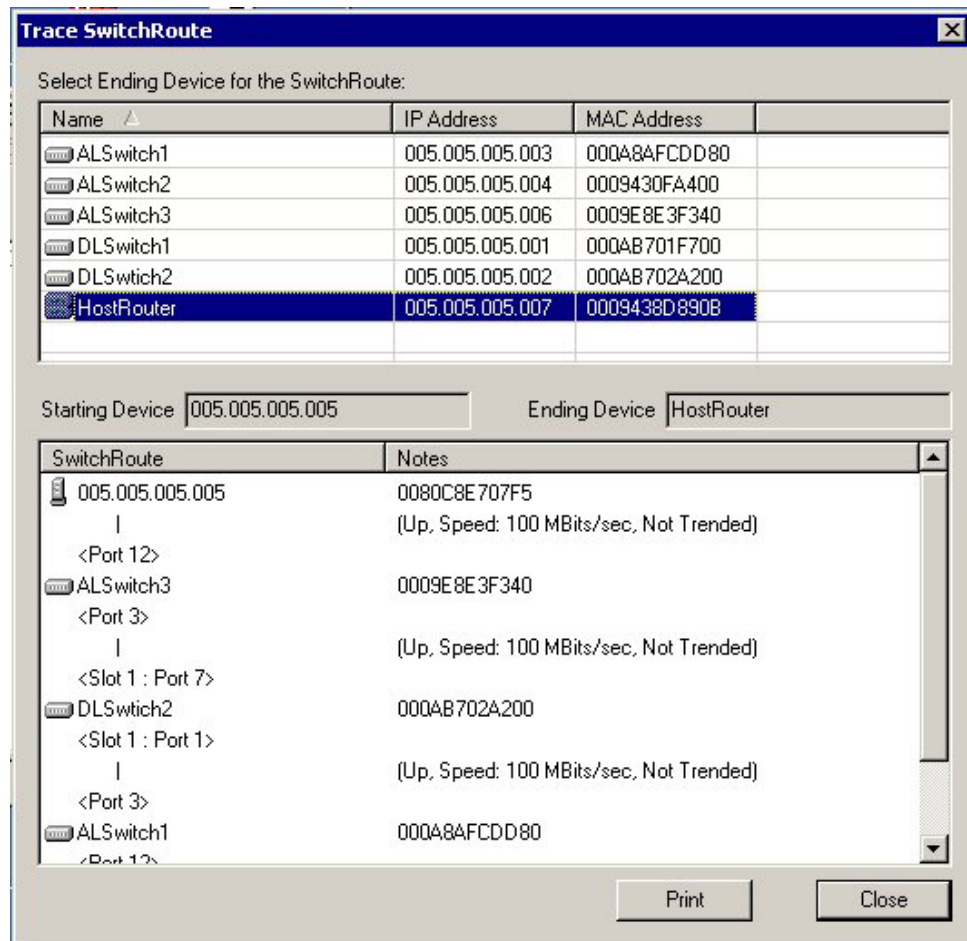 Trace SwitchRoute
Select Ending Device for the SwitchRoute:
Name IP Address MAC Address
ALSwitch1 005.005.005.003 000A8AFCDD80
ALSwitch2 005.005.005.004 0009430FA400
ALSwitch3 005.005.005.006 0009E8E3F340
DLSwitch1 005.005.005.001 000AB701F700
DLSwtich2 005.005.005.002 000AB702A200
HostRouter 005.005.005.007 0009438D890B
Starting Device 005.005.005.005 Ending Device HostRouter
SwitchRoute Notes
005.005.005.005 0080C8E707F5
| (Up, Speed: 100 MBits/sec, Not Trended)
<Port 12>
ALSwitch3 0009E8E3F340
<Port 3>
| (Up, Speed: 100 MBits/sec, Not Trended)
<Slot 1 : Port 7>
DLSwtich2 000AB702A200
<Slot 1 : Port 1>
| (Up, Speed: 100 MBits/sec, Not Trended)
<Port 3>
ALSwitch1 000A8AFCDD80
<Port 12>
Print Close